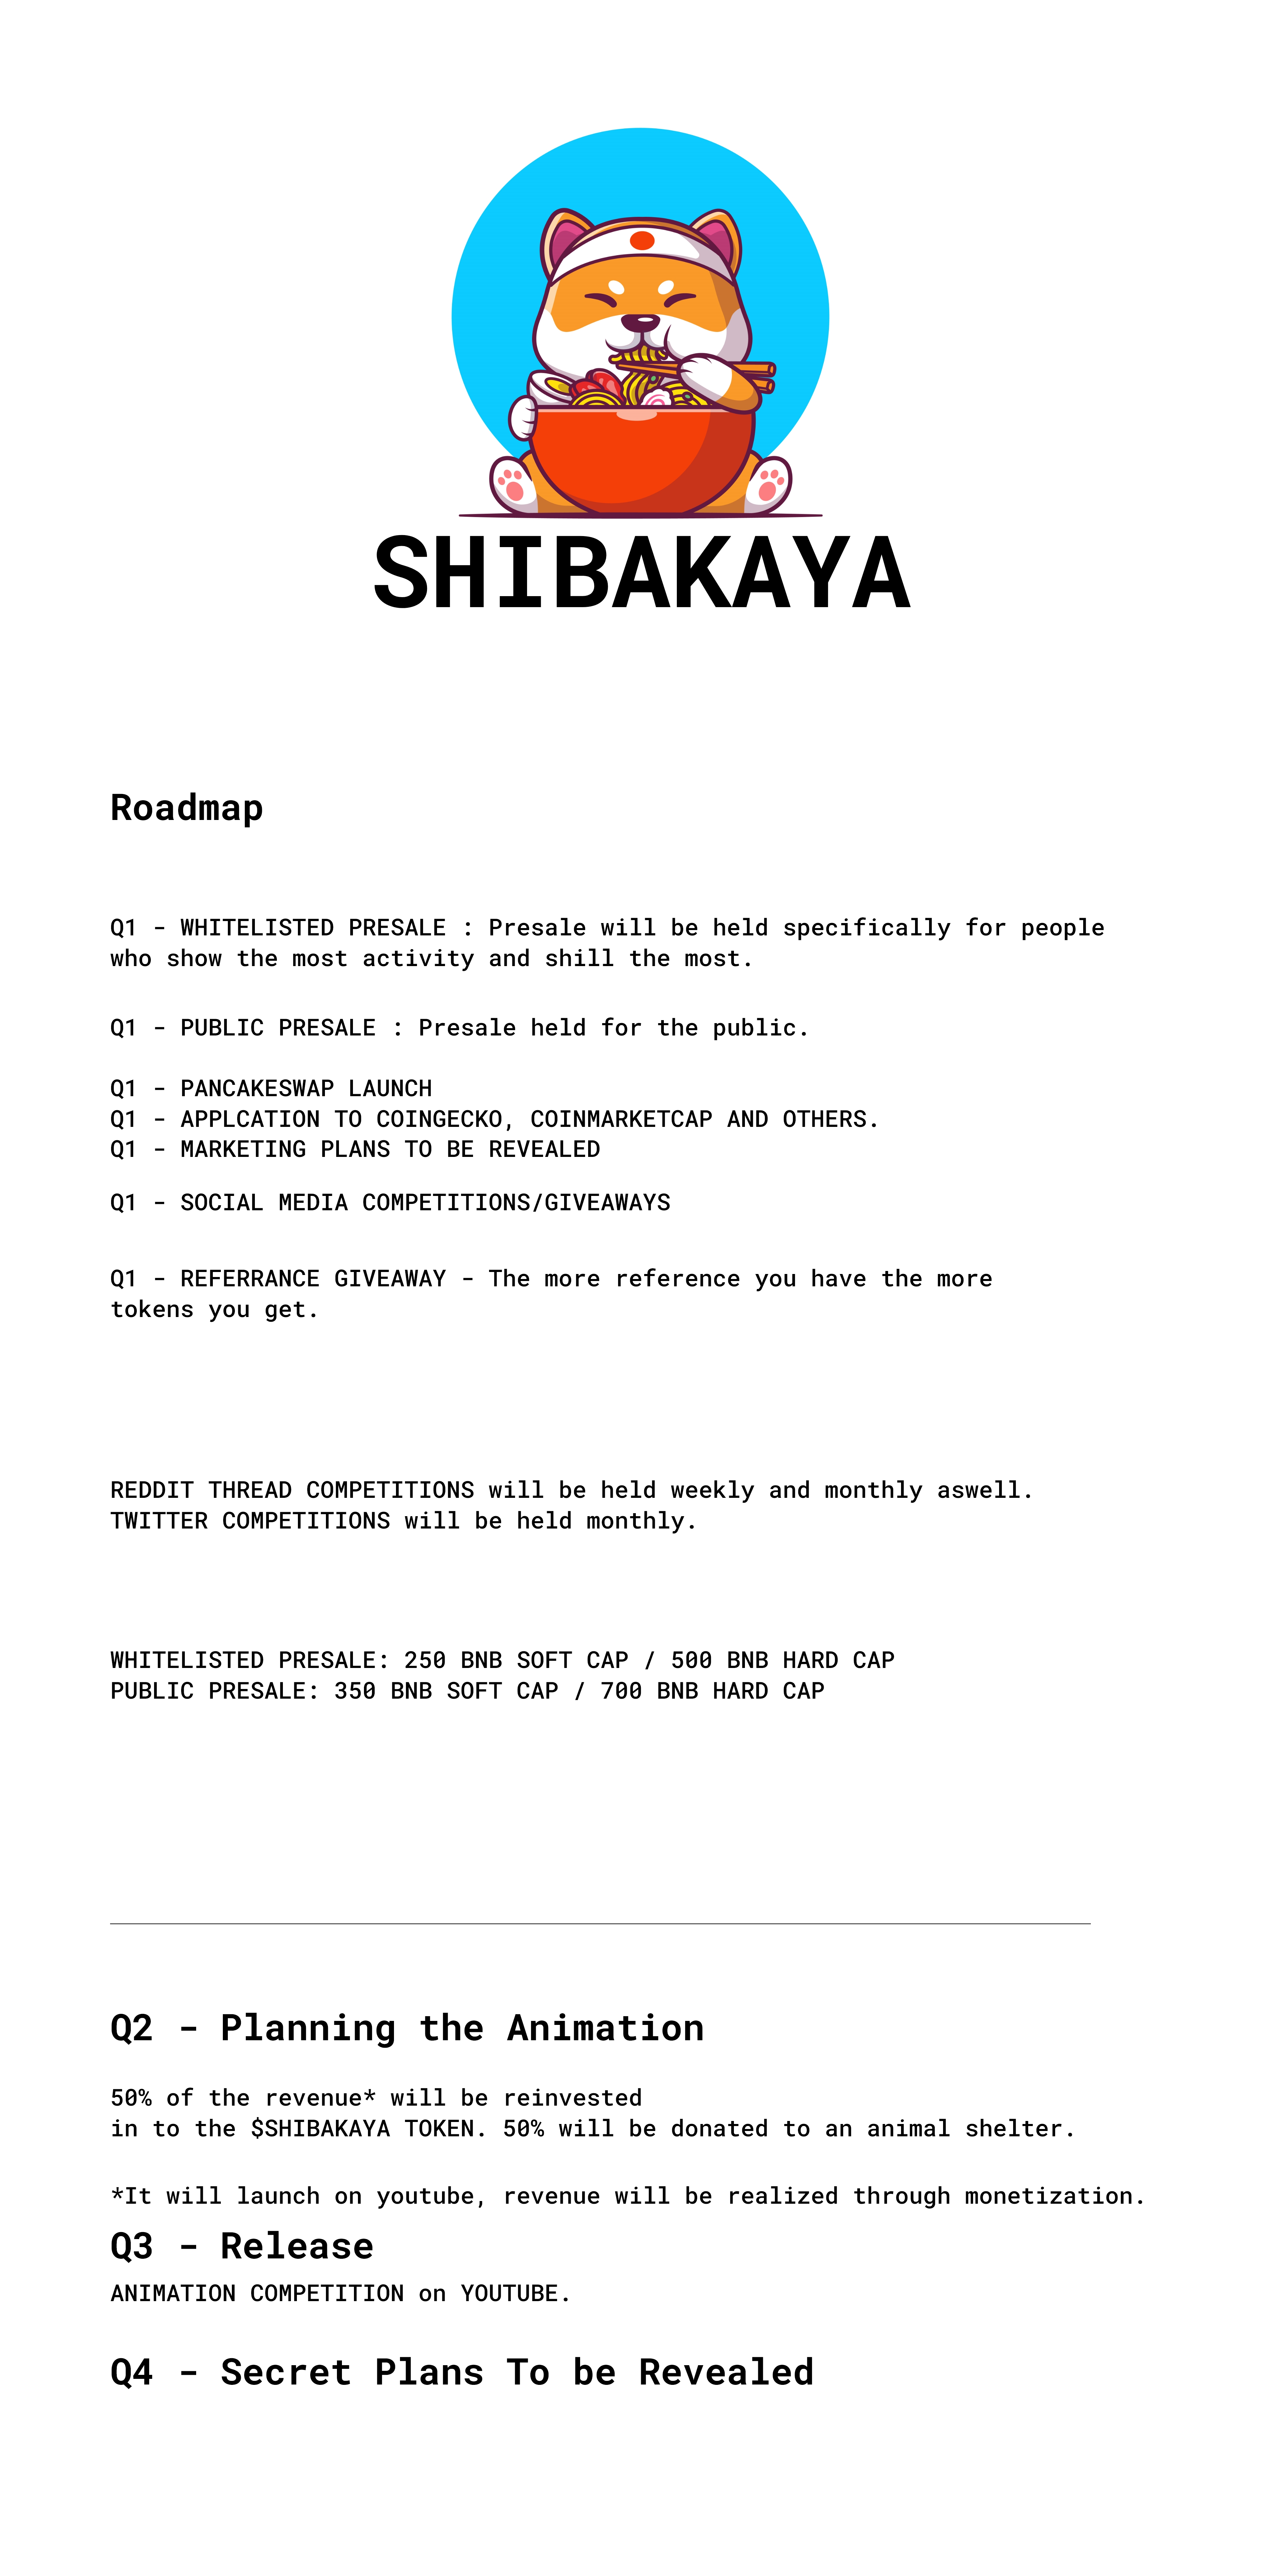 SHIBAKAYA
Roadmap
Q1 - WHITELISTED PRESALE : Presale will be held specifically for people
who show the most activity and shill the most.
Q1 - PUBLIC PRESALE : Presale held for the public.
Q1 - PANCAKESWAP LAUNCH
Q1 - APPLCATION TO COINGECKO, COINMARKETCAP AND OTHERS.
Q1 - MARKETING PLANS TO BE REVEALED
Q1 - SOCIAL MEDIA COMPETITIONS/GIVEAWAYS
Q1 - REFERRANCE GIVEAWAY - The more reference you have the more
tokens you get.
REDDIT THREAD COMPETITIONS will be held weekly and monthly aswell.
TWITTER COMPETITIONS will be held monthly.
WHITELISTED PRESALE: 250 BNB SOFT CAP / 500 BNB HARD CAP
PUBLIC PRESALE: 350 BNB SOFT CAP / 700 BNB HARD CAP
Q2 - Planning the Animation
50% of the revenue* will be reinvested
in to the $SHIBAKAYA TOKEN. 50% will be donated to an animal shelter.
*It will launch on youtube, revenue will be realized through monetization.
Q3 - Release
ANIMATION COMPETITION on YOUTUBE.
Q4 - Secret Plans To be Revealed